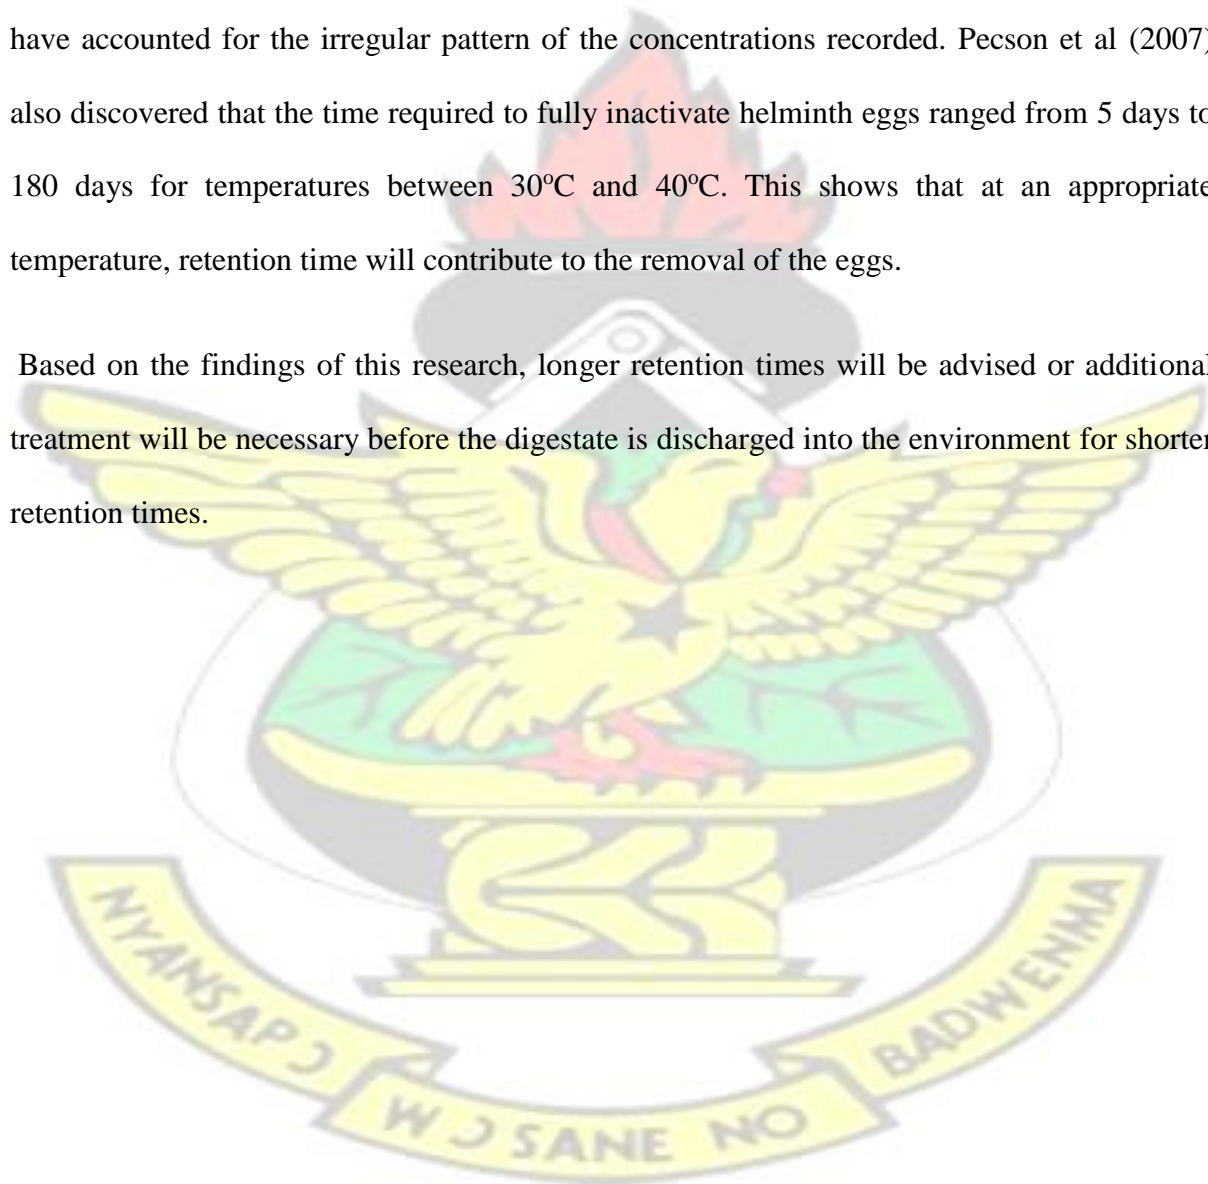 have accounted for the irregular pattern of the concentrations recorded. Pecson et al (2007)
also discovered that the time required to fully inactivate helminth eggs ranged from 5 days to
180 days for temperatures between 30ºC and 40ºC. This shows that at an appropriate
temperature, retention time will contribute to the removal of the eggs.
Based on the findings of this research, longer retention times will be advised or additional
treatment will be necessary before the digestate is discharged into the environment for shorter
retention times.
NYANSAPƆ
WƆSANE NO
BADWENMA